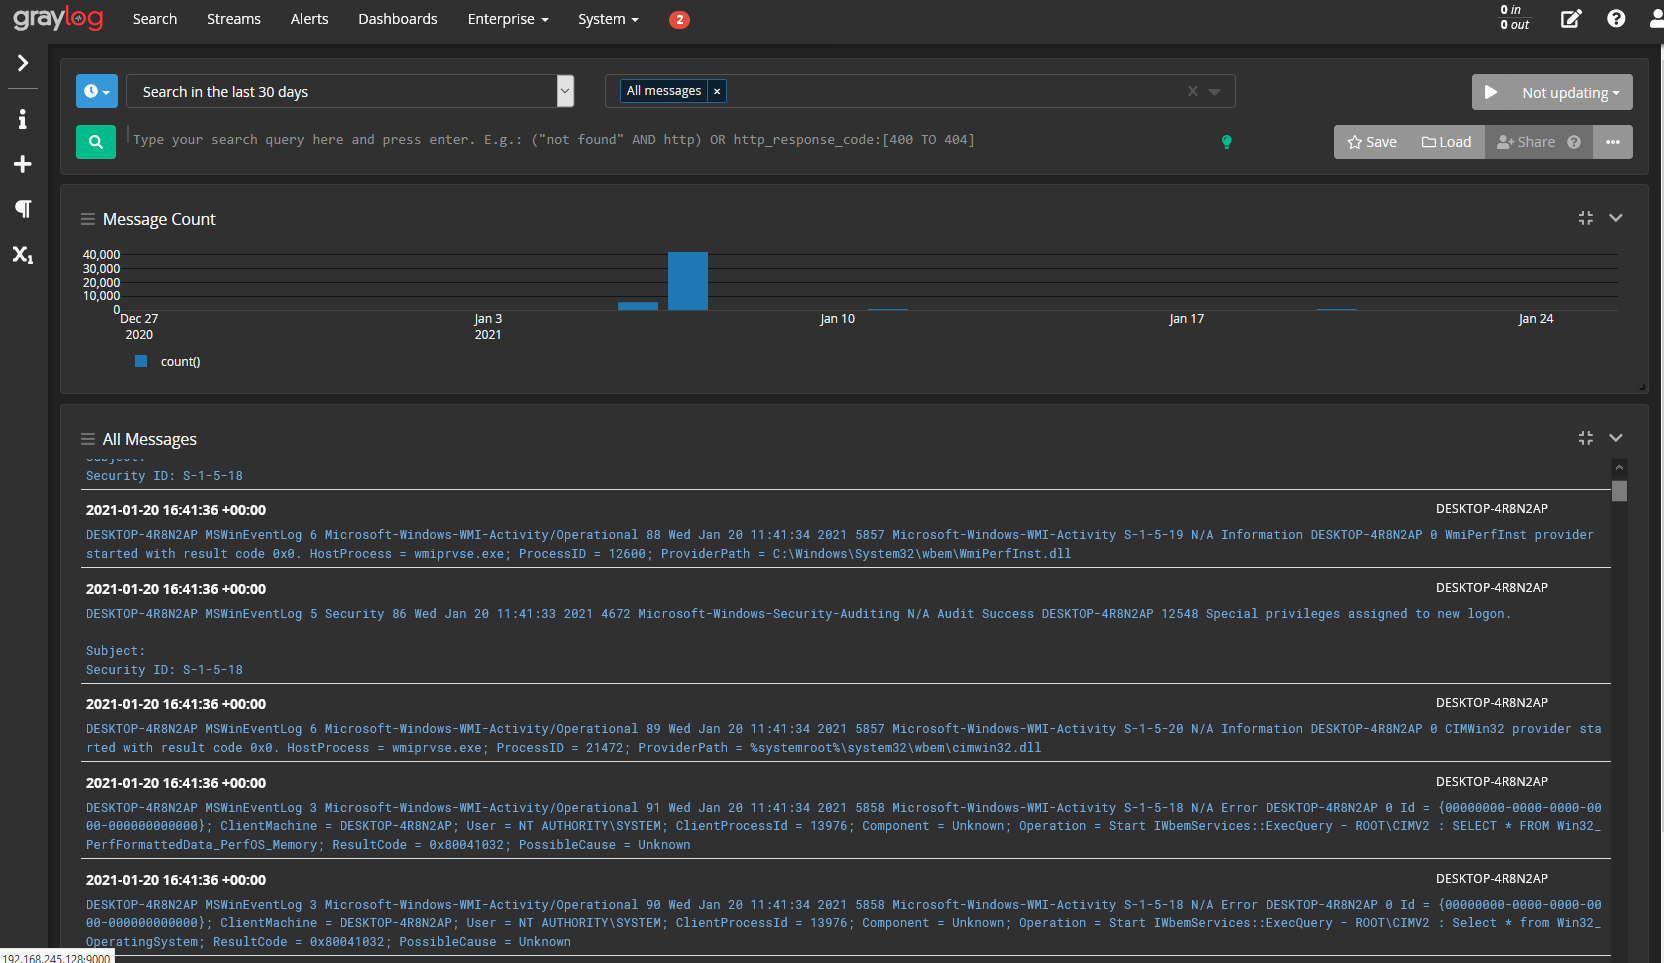 graylog Search Streams Alerts Dashboards Enterprise System 2 0 in
0 out
Search in the last 30 days All messages × Not updating
Type your search query here and press enter. E.g.: ("not found" AND http) OR http_response_code:[400 TO 404] Save Load Share ...
Message Count
40,000
30,000
20,000
10,000
0
Dec 27 Jan 3 Jan 10 Jan 17 Jan 24
2020 2021
count()
All Messages
Subject:
Security ID: S-1-5-18
2021-01-20 16:41:36 +00:00 DESKTOP-4R8N2AP
DESKTOP-4R8N2AP MSWinEventLog 6 Microsoft-Windows-WMI-Activity/Operational 88 Wed Jan 20 11:41:34 2021 5857 Microsoft-Windows-WMI-Activity S-1-5-19 N/A Information DESKTOP-4R8N2AP 0 WmiPerfInst provider
started with result code 0x0. HostProcess = wmiprvse.exe; ProcessID = 12600; ProviderPath = C:\Windows\System32\wbem\WmiPerfInst.dll
2021-01-20 16:41:36 +00:00 DESKTOP-4R8N2AP
DESKTOP-4R8N2AP MSWinEventLog 5 Security 86 Wed Jan 20 11:41:33 2021 4672 Microsoft-Windows-Security-Auditing N/A Audit Success DESKTOP-4R8N2AP 12548 Special privileges assigned to new logon.
Subject:
Security ID: S-1-5-18
2021-01-20 16:41:36 +00:00 DESKTOP-4R8N2AP
DESKTOP-4R8N2AP MSWinEventLog 6 Microsoft-Windows-WMI-Activity/Operational 89 Wed Jan 20 11:41:34 2021 5857 Microsoft-Windows-WMI-Activity S-1-5-20 N/A Information DESKTOP-4R8N2AP 0 CIMWin32 provider sta
rted with result code 0x0. HostProcess = wmiprvse.exe; ProcessID = 21472; ProviderPath = %systemroot%\system32\wbem\cimwin32.dll
2021-01-20 16:41:36 +00:00 DESKTOP-4R8N2AP
DESKTOP-4R8N2AP MSWinEventLog 3 Microsoft-Windows-WMI-Activity/Operational 91 Wed Jan 20 11:41:34 2021 5858 Microsoft-Windows-WMI-Activity S-1-5-18 N/A Error DESKTOP-4R8N2AP 0 Id = {00000000-0000-0000-00
00-000000000000}; ClientMachine = DESKTOP-4R8N2AP; User = NT AUTHORITY\SYSTEM; ClientProcessId = 13976; Component = Unknown; Operation = Start IWbemServices::ExecQuery - ROOT\CIMV2 : SELECT * FROM Win32_
PerfFormattedData_PerfOS_Memory; ResultCode = 0x80041032; PossibleCause = Unknown
2021-01-20 16:41:36 +00:00 DESKTOP-4R8N2AP
DESKTOP-4R8N2AP MSWinEventLog 3 Microsoft-Windows-WMI-Activity/Operational 90 Wed Jan 20 11:41:34 2021 5858 Microsoft-Windows-WMI-Activity S-1-5-18 N/A Error DESKTOP-4R8N2AP 0 Id = {00000000-0000-0000-00
00-000000000000}; ClientMachine = DESKTOP-4R8N2AP; User = NT AUTHORITY\SYSTEM; ClientProcessId = 13976; Component = Unknown; Operation = Start IWbemServices::ExecQuery - ROOT\CIMV2 : Select * from Win32_
OperatingSystem; ResultCode = 0x80041032; PossibleCause = Unknown
192.168.245.128:9000